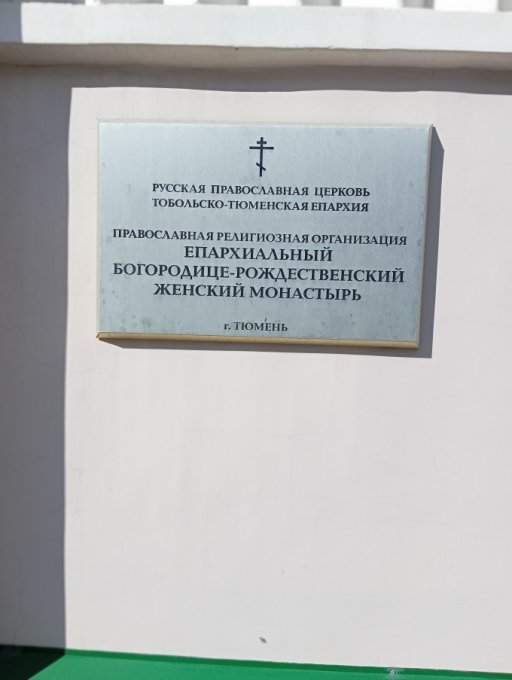 РУССКАЯ ПРАВОСЛАВНАЯ ЦЕРКОВЬ
ТОБОЛЬСКО-ТЮМЕНСКАЯ ЕПАРХИЯ
ПРАВОСЛАВНАЯ РЕЛИГИОЗНАЯ ОРГАНИЗАЦИЯ
ЕПАРХИАЛЬНЫЙ
БОГОРОДИЦЕ-РОЖДЕСТВЕНСКИЙ
ЖЕНСКИЙ МОНАСТЫРЬ
г. ТЮМЕНЬ